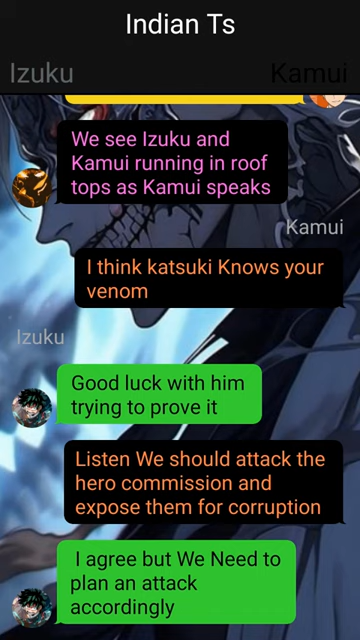 Indian Ts
Izuku
Kamui
We see Izuku and
Kamui running in roof
tops as Kamui speaks
Kamui
I think katsuki Knows your
venom
Izuku
Good luck with him
trying to prove it
Listen We should attack the
hero commission and
expose them for corruption
I agree but We Need to
plan an attack
accordingly